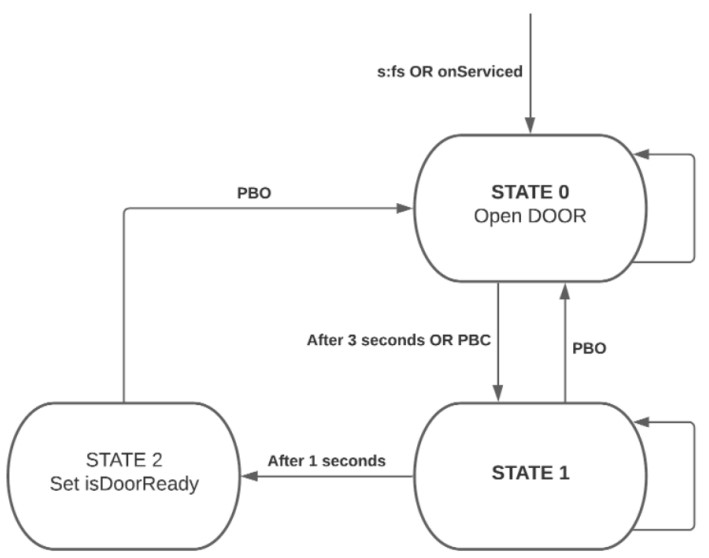 s:fs OR onServiced
STATE 0
Open DOOR
PBO
After 3 seconds OR PBC
PBO
STATE 2
Set isDoorReady
After 1 seconds
STATE 1